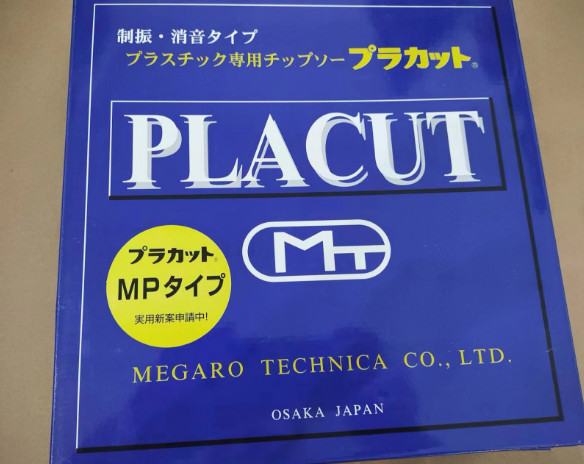 制振・消音タイプ
プラスチック専用チップソー プラカット®
PLACUT
MT
プラカット®
MPタイプ
実用新案申請中!
MEGARO TECHNICA CO., LTD.
OSAKA JAPAN